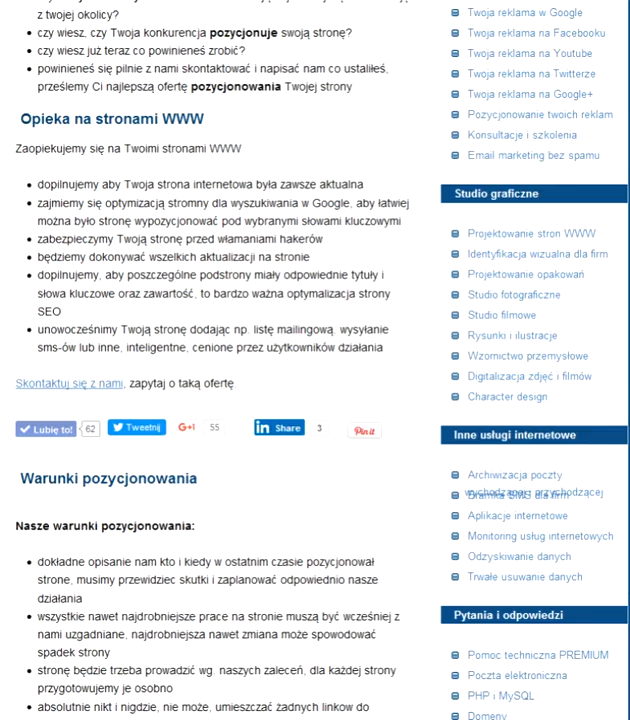 z twojej okolicy?
czy wiesz, czy Twoja konkurencja pozycjonuje swoją stronę?
czy wiesz już teraz co powinieneś zrobić?
powinieneś się pilnie z nami skontaktować i napisać nam co ustaliłeś,
prześlemy Ci najlepszą ofertę pozycjonowania Twojej strony
Opieka na stronami WWW
Zaopiekujemy się na Twoimi stronami WWW
dopilnujemy aby Twoja strona internetowa była zawsze aktualna
zajmiemy się optymizacją stromny dla wyszukiwania w Google, aby łatwiej
można było stronę wypozycjonować pod wybranymi słowami kluczowymi
zabezpieczymy Twoją stronę przed włamaniami hakerów
będziemy dokonywać wszelkich aktualizacji na stronie
dopilnujemy, aby poszczególne podstrony miały odpowiednie tytuły i
słowa kluczowe oraz zawartość, to bardzo ważna optymalizacja strony
SEO
unowocześnimy Twoją stronę dodając np. listę mailingową. wysyłanie
sms-ów lub inne, inteligentne, cenione przez użytkowników działania
Skontaktuj się z nami, zapytaj o taką ofertę
Lubię to! 62 Tweetnij G+1 55 in Share 3 Pin it
Warunki pozycjonowania
Nasze warunki pozycjonowania:
dokładne opisanie nam kto i kiedy w ostatnim czasie pozycjonował
strone, musimy przewidziec skutki i zaplanować odpowiednio nasze
działania
wszystkie nawet najdrobniejsze prace na stronie muszą być wcześniej z
nami uzgadniane, najdrobniejsza nawet zmiana może spowodować
spadek strony
stronę będzie trzeba prowadzić wg. naszych zaleceń, dla każdej strony
przygotowujemy je osobno
absolutnie nikt i nigdzie, nie może, umieszczać żadnych linkow do
Twoja reklama w Google
Twoja reklama na Facebooku
Twoja reklama na Youtube
Twoja reklama na Twitterze
Twoja reklama na Google+
Pozycjonowanie twoich reklam
Konsultacje i szkolenia
Email marketing bez spamu
Studio graficzne
Projektowanie stron WWW
Identyfikacja wizualna dla firm
Projektowanie opakowań
Studio fotograficzne
Studio filmowe
Rysunki i ilustracje
Wzornictwo przemysłowe
Digitalizacja zdjęć i filmów
Character design
Inne usługi internetowe
Archiwizacja poczty
wychodzącej i przychodzącej
Bramka SMS dla firm
Aplikacje internetowe
Monitoring usług internetowych
Odzyskiwanie danych
Trwałe usuwanie danych
Pytania i odpowiedzi
Pomoc techniczna PREMIUM
Poczta elektroniczna
PHP i MySQL
Domeny